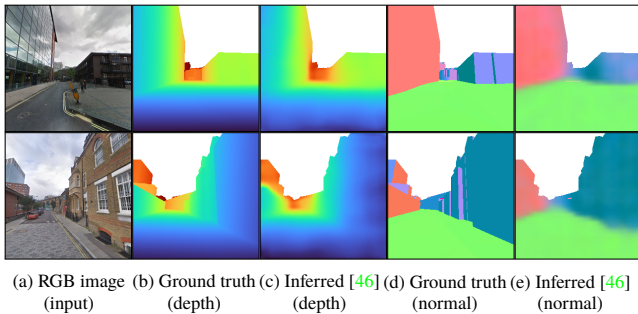 (a) RGB image (b) Ground truth (c) Inferred [46] (d) Ground truth (e) Inferred [46]
(input) (depth) (depth) (normal) (normal)